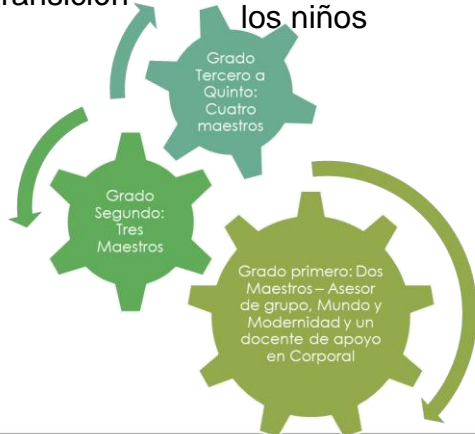 los niños
Grado
Tercero a
Quinto:
Cuatro
maestros
Grado
Segundo:
Tres
Maestros
Grado primero: Dos
Maestros – Asesor
de grupo, Mundo y
Modernidad y un
docente de apoyo
en Corporal